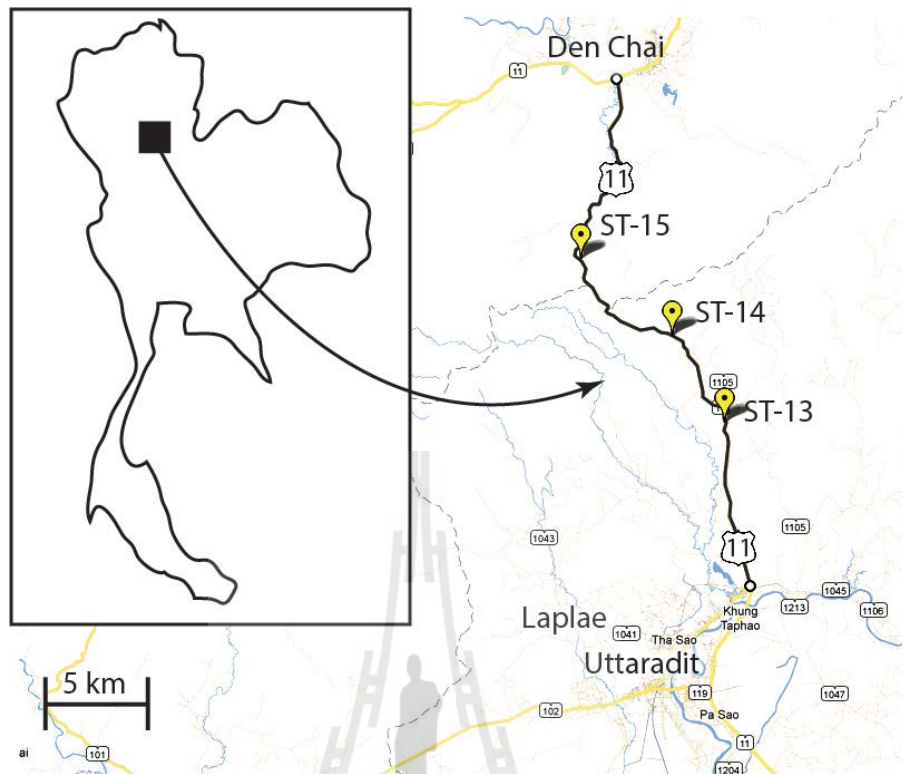 Den Chai
11
11
ST-15
ST-14
1105
ST-13
1105
11
1043
1045
1213
1106
Khung
Taphao
Laplae
1041
Tha Sao
Uttaradit
119
1047
5 km
102
Pa Sao
11
ai
101
1204